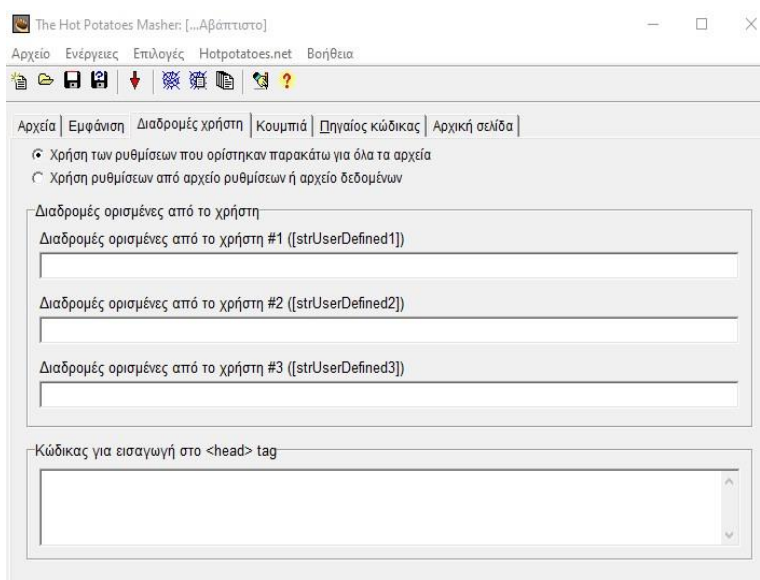 The Hot Potatoes Masher: [...Αβάπτιστο]
Αρχείο Ενέργειες Επιλογές Hotpotatoes.net Βοήθεια
Αρχεία Εμφάνιση Διαδρομές χρήστη Κουμπιά Πηγαίος κώδικας Αρχική σελίδα
Χρήση των ρυθμίσεων που ορίστηκαν παρακάτω για όλα τα αρχεία
Χρήση ρυθμίσεων από αρχείο ρυθμίσεων ή αρχείο δεδομένων
Διαδρομές ορισμένες από το χρήστη
Διαδρομές ορισμένες από το χρήστη #1 ([strUserDefined1])
Διαδρομές ορισμένες από το χρήστη #2 ([strUserDefined2])
Διαδρομές ορισμένες από το χρήστη #3 ([strUserDefined3])
Κώδικας για εισαγωγή στο <head> tag